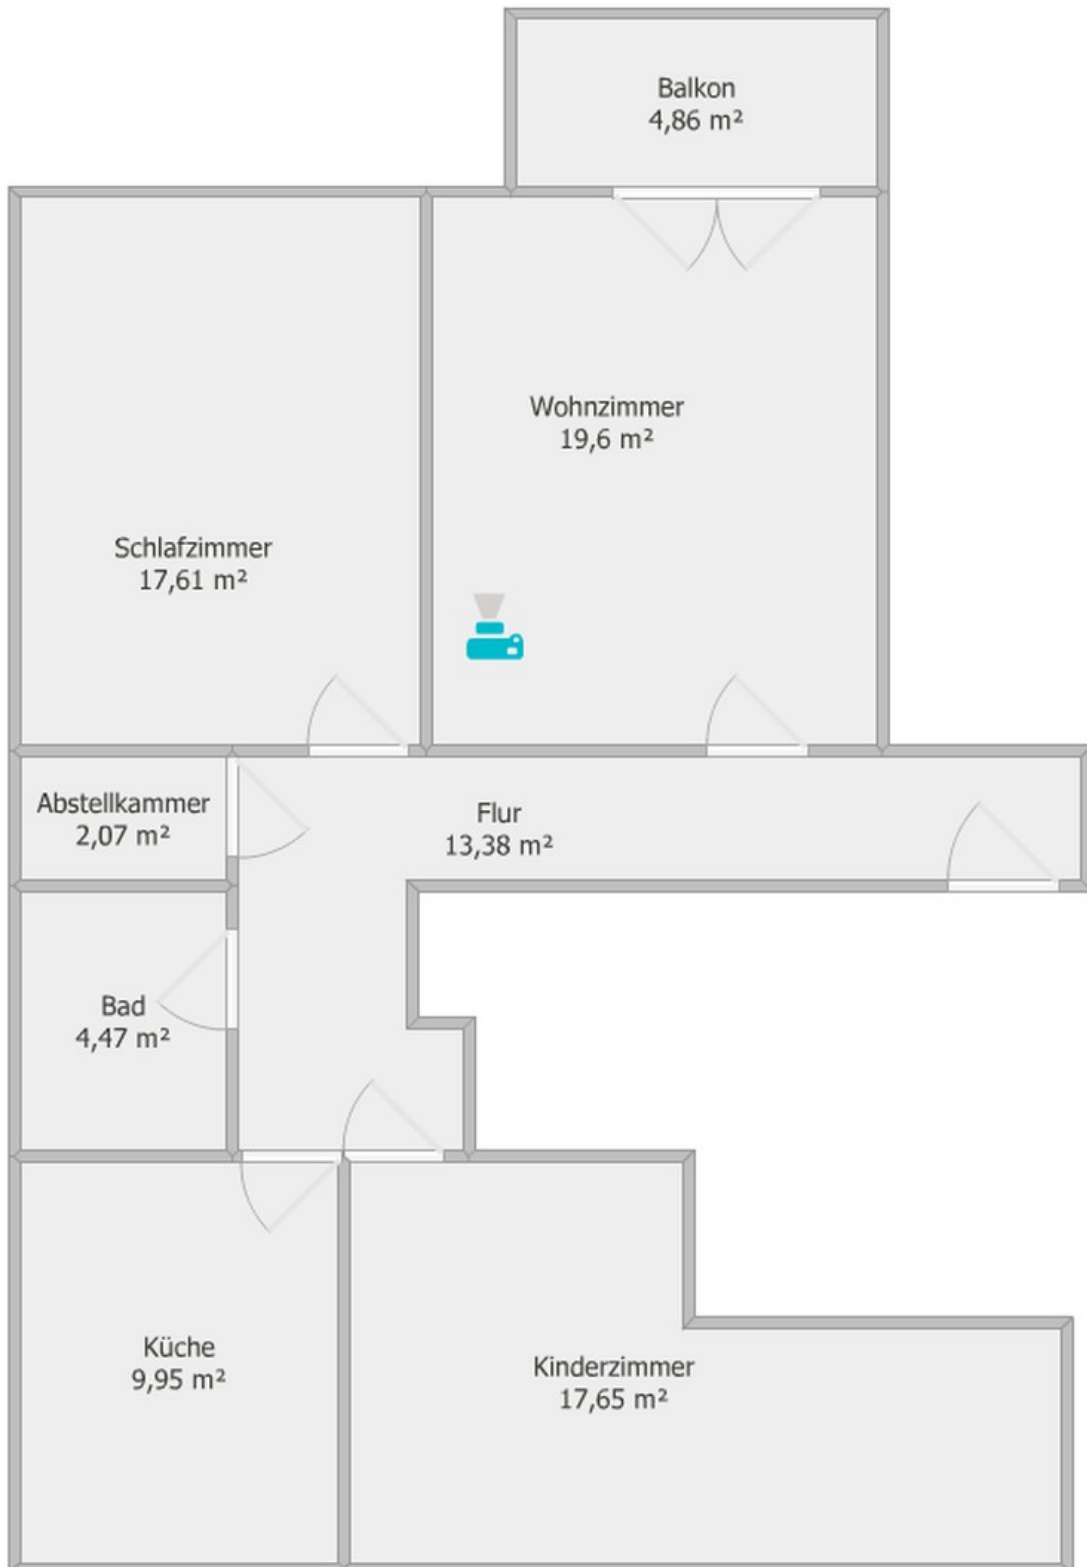 Balkon
4,86 m²
Wohnzimmer
19,6 m²
Schlafzimmer
17,61 m²
Abstellkammer
2,07 m²
Flur
13,38 m²
Bad
4,47 m²
Küche
9,95 m²
Kinderzimmer
17,65 m²